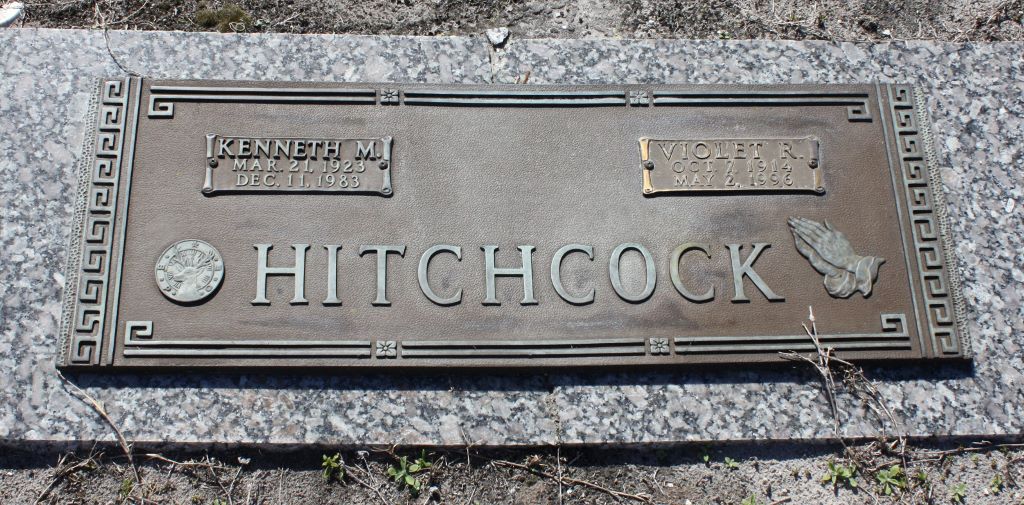 KENNETH M.
MAR. 21, 1923
DEC. 11, 1983
VIOLET R.
OCT. 7, 1914
MAY 2, 1996
HITCHCOCK